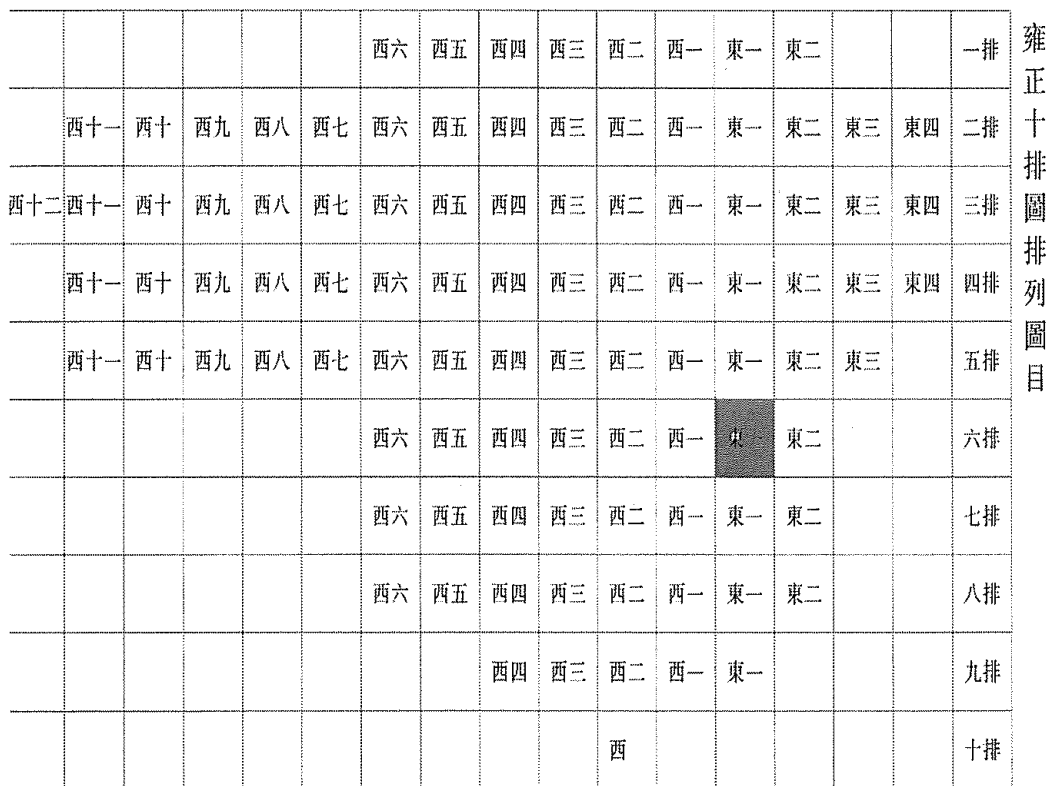 雍正十排圖排列圖目
西六 西五 西四 西三 西二 西一 東一 東二 一排
西十一 西十 西九 西八 西七 西六 西五 西四 西三 西二 西一 東一 東二 東三 東四 二排
西十二 西十一 西十 西九 西八 西七 西六 西五 西四 西三 西二 西一 東一 東二 東三 東四 三排
西十一 西十 西九 西八 西七 西六 西五 西四 西三 西二 西一 東一 東二 東三 東四 四排
西十一 西十 西九 西八 西七 西六 西五 西四 西三 西二 西一 東一 東二 東三 五排
西六 西五 西四 西三 西二 西一 東一 東二 六排
西六 西五 西四 西三 西二 西一 東一 東二 七排
西六 西五 西四 西三 西二 西一 東一 東二 八排
西四 西三 西二 西一 東一 九排
西 十排